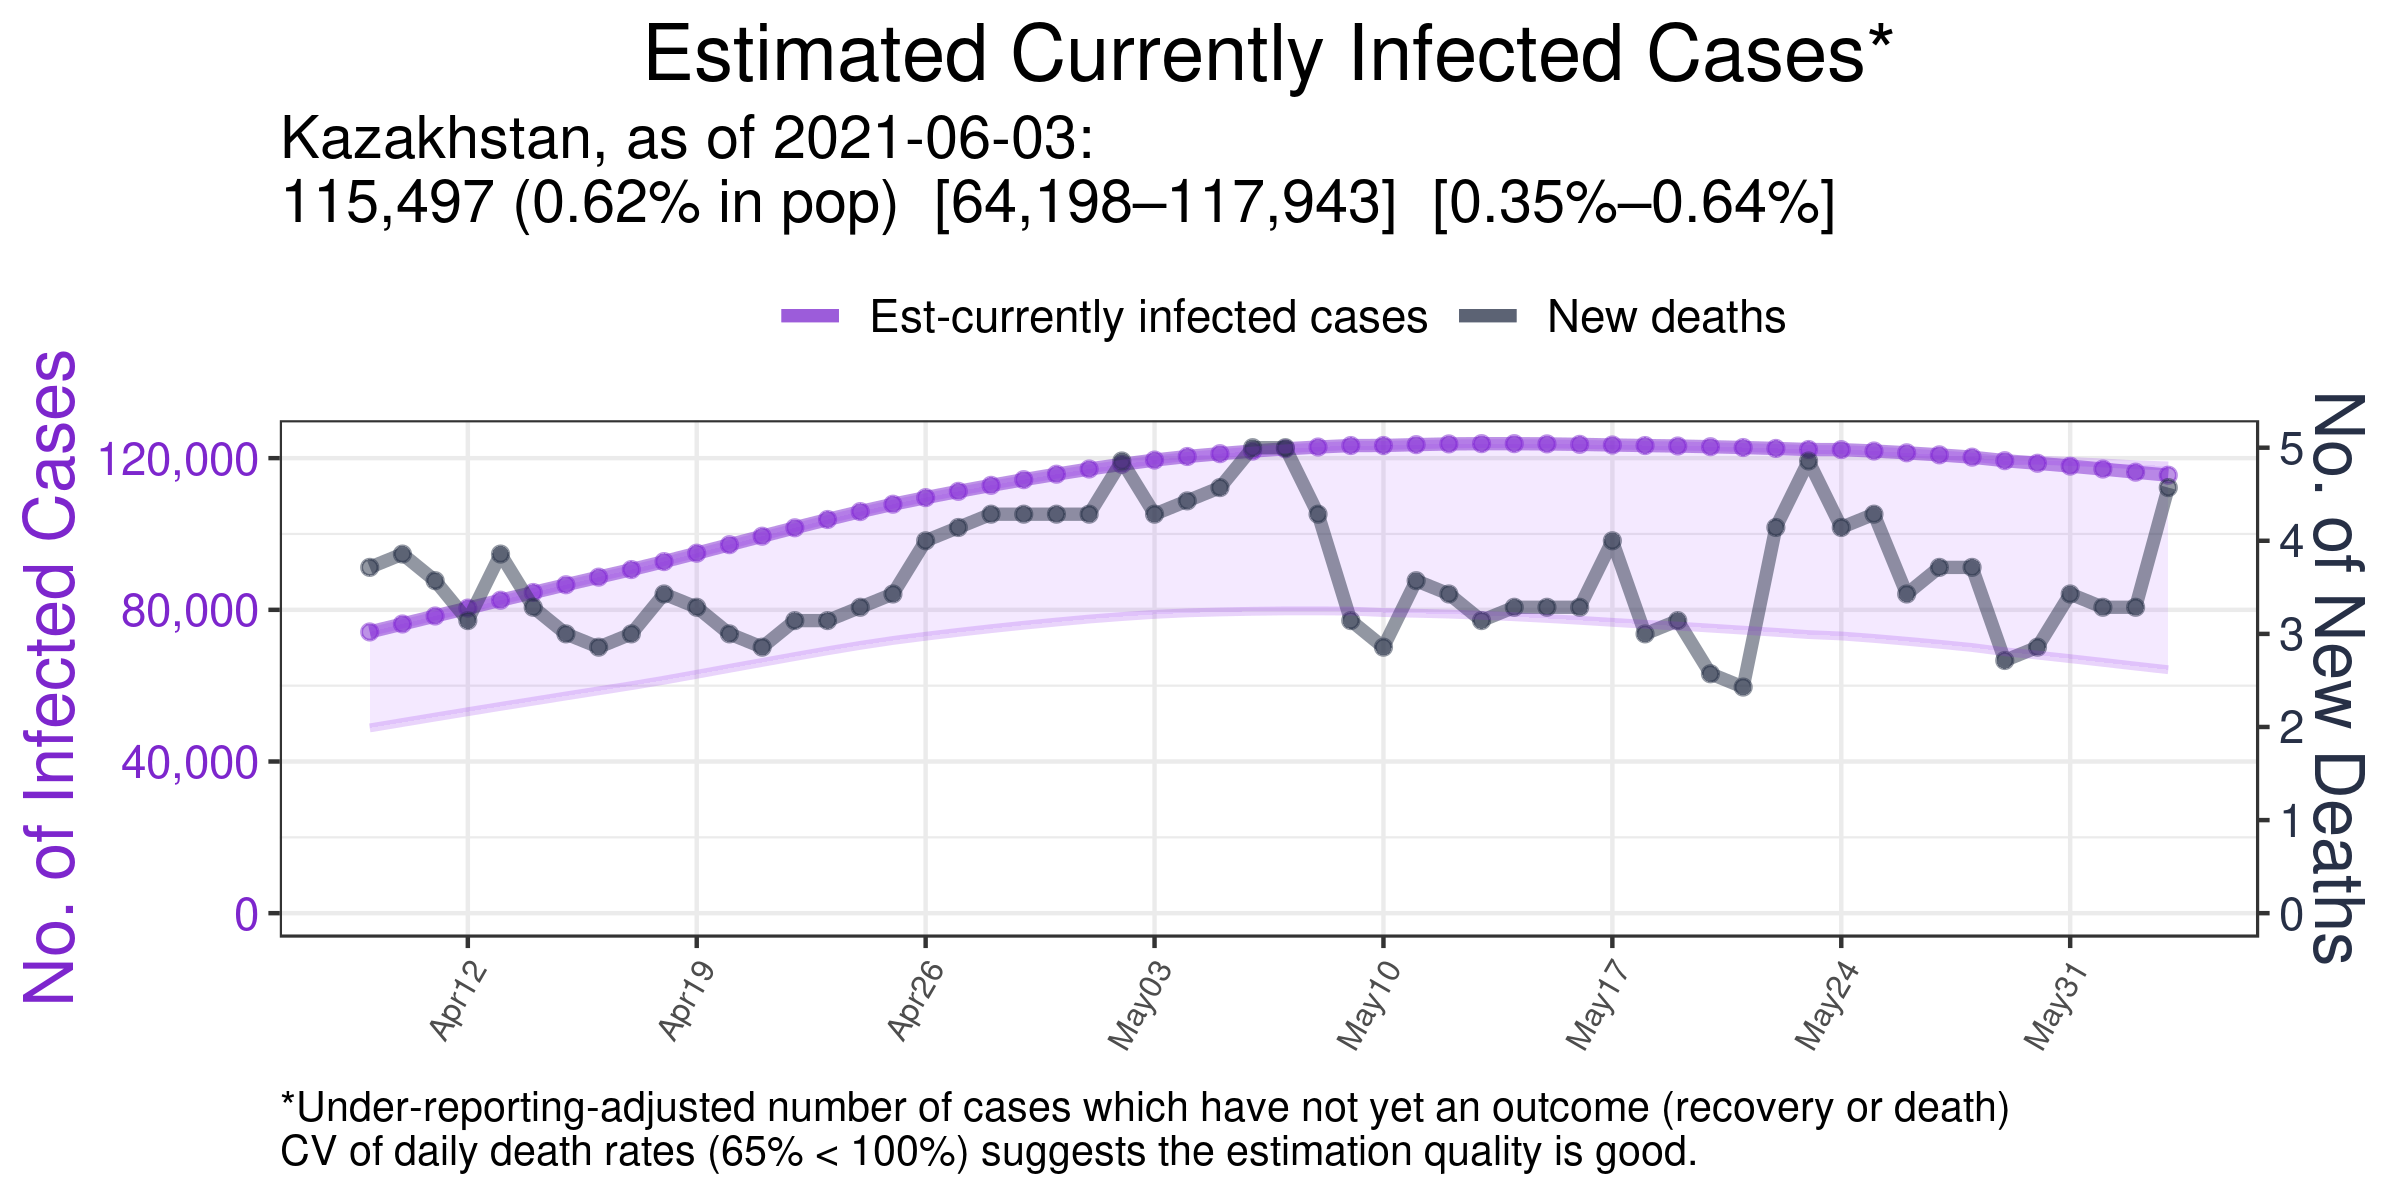 Estimated Currently Infected Cases*
Kazakhstan, as of 2021-06-03:
115,497 (0.62% in pop)  [64,198–117,943]  [0.35%–0.64%]
Est-currently infected cases
New deaths
No. of Infected Cases
120,000
80,000
40,000
0
5
4
3
2
1
0
No. of New Deaths
Apr12
Apr19
Apr26
May03
May10
May17
May24
May31
*Under-reporting-adjusted number of cases which have not yet an outcome (recovery or death)
CV of daily death rates (65% < 100%) suggests the estimation quality is good.